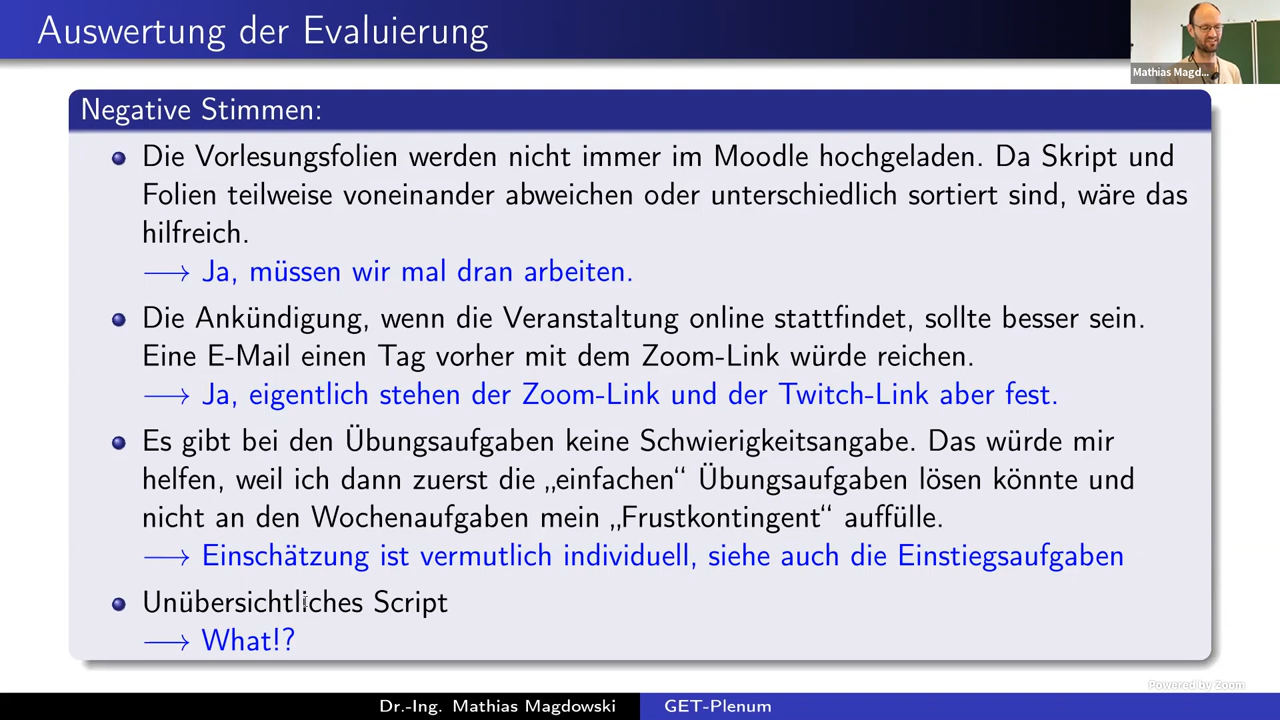 Auswertung der Evaluierung
Mathias Magd...
Negative Stimmen:
Die Vorlesungsfolien werden nicht immer im Moodle hochgeladen. Da Skript und
Folien teilweise voneinander abweichen oder unterschiedlich sortiert sind, wäre das
hilfreich.
⟶ Ja, müssen wir mal dran arbeiten.
Die Ankündigung, wenn die Veranstaltung online stattfindet, sollte besser sein.
Eine E-Mail einen Tag vorher mit dem Zoom-Link würde reichen.
⟶ Ja, eigentlich stehen der Zoom-Link und der Twitch-Link aber fest.
Es gibt bei den Übungsaufgaben keine Schwierigkeitsangabe. Das würde mir
helfen, weil ich dann zuerst die „einfachen“ Übungsaufgaben lösen könnte und
nicht an den Wochenaufgaben mein „Frustkontingent“ auffülle.
⟶ Einschätzung ist vermutlich individuell, siehe auch die Einstiegsaufgaben
Unübersichtliches Script
⟶ What!?
Powered by Zoom
Dr.-Ing. Mathias Magdowski
GET-Plenum